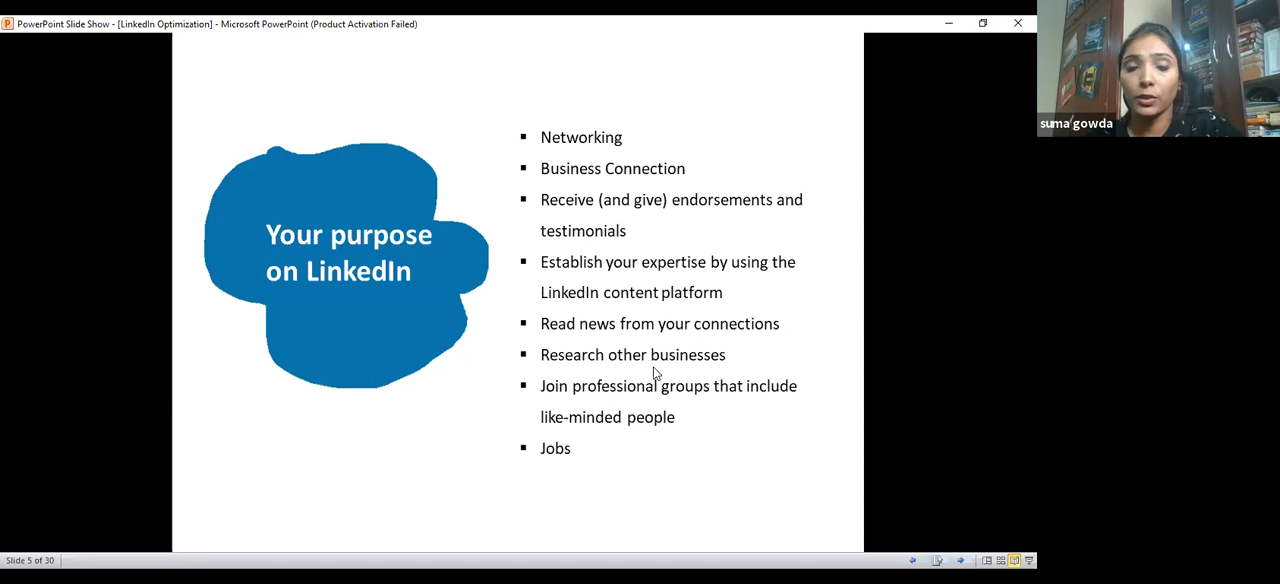 PowerPoint Slide Show - [LinkedIn Optimization] - Microsoft PowerPoint (Product Activation Failed)
suma gowda
Your purpose
on LinkedIn
▪ Networking
▪ Business Connection
▪ Receive (and give) endorsements and
testimonials
▪ Establish your expertise by using the
LinkedIn content platform
▪ Read news from your connections
▪ Research other businesses
▪ Join professional groups that include
like-minded people
▪ Jobs
Slide 5 of 30